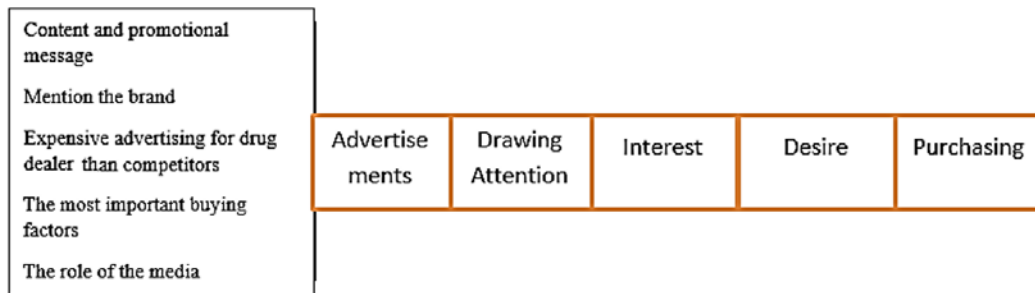 Content and promotional
message
Mention the brand
Expensive advertising for drug
dealer than competitors
The most important buying
factors
The role of the media
Advertise
ments
Drawing
Attention
Interest
Desire
Purchasing